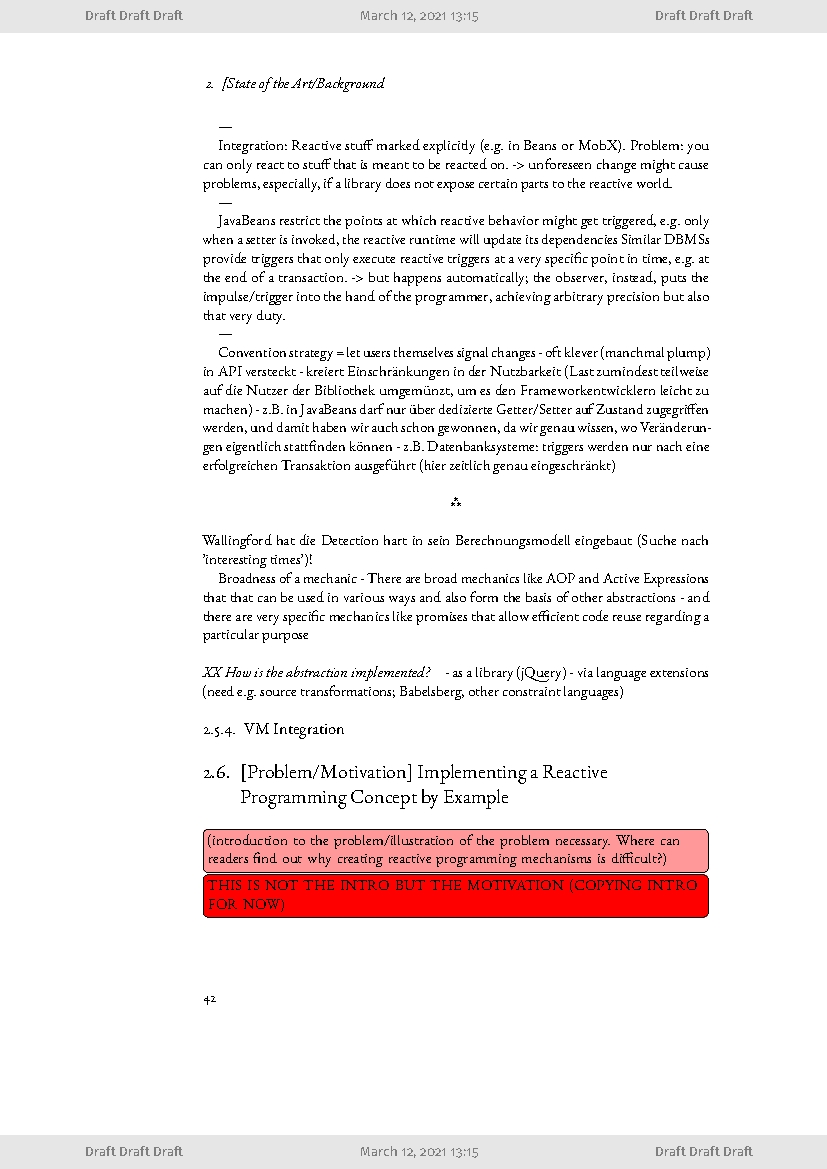 Draft Draft Draft March 12, 2021 13:15 Draft Draft Draft
2. [State of the Art/Background
—
Integration: Reactive stuff marked explicitly (e.g. in Beans or MobX). Problem: you
can only react to stuff that is meant to be reacted on. -> unforeseen change might cause
problems, especially, if a library does not expose certain parts to the reactive world.
—
JavaBeans restrict the points at which reactive behavior might get triggered, e.g. only
when a setter is invoked, the reactive runtime will update its dependencies Similar DBMSs
provide triggers that only execute reactive triggers at a very specific point in time, e.g. at
the end of a transaction. -> but happens automatically; the observer, instead, puts the
impulse/trigger into the hand of the programmer, achieving arbitrary precision but also
that very duty.
—
Convention strategy = let users themselves signal changes - oft klever (manchmal plump)
in API versteckt - kreiert Einschränkungen in der Nutzbarkeit (Last zumindest teilweise
auf die Nutzer der Bibliothek umgemünzt, um es den Frameworkentwicklern leicht zu
machen) - z.B. in JavaBeans darf nur über dedizierte Getter/Setter auf Zustand zugegriffen
werden, und damit haben wir auch schon gewonnen, da wir genau wissen, wo Veränderun-
gen eigentlich stattfinden können - z.B. Datenbanksysteme: triggers werden nur nach eine
erfolgreichen Transaktion ausgeführt (hier zeitlich genau eingeschränkt)
⁂
Wallingford hat die Detection hart in sein Berechnungsmodell eingebaut (Suche nach
'interesting times')!
Broadness of a mechanic - There are broad mechanics like AOP and Active Expressions
that that can be used in various ways and also form the basis of other abstractions - and
there are very specific mechanics like promises that allow efficient code reuse regarding a
particular purpose
XX How is the abstraction implemented? - as a library (jQuery) - via language extensions
(need e.g. source transformations; Babelsberg, other constraint languages)
2.5.4. VM Integration
2.6. [Problem/Motivation] Implementing a Reactive
Programming Concept by Example
(introduction to the problem/illustration of the problem necessary. Where can
readers find out why creating reactive programming mechanisms is difficult?)
THIS IS NOT THE INTRO BUT THE MOTIVATION (COPYING INTRO
FOR NOW)
42
Draft Draft Draft March 12, 2021 13:15 Draft Draft Draft